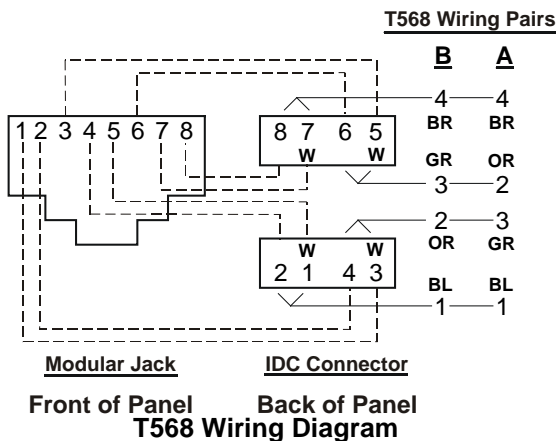 T568 Wiring Pairs
B A
4 4
BR BR
1 2 3 4 5 6 7 8
8 7 6 5
W W
GR OR
3 2
2 3
W W
OR GR
2 1 4 3
BL BL
1 1
Modular Jack IDC Connector
Front of Panel Back of Panel
T568 Wiring Diagram